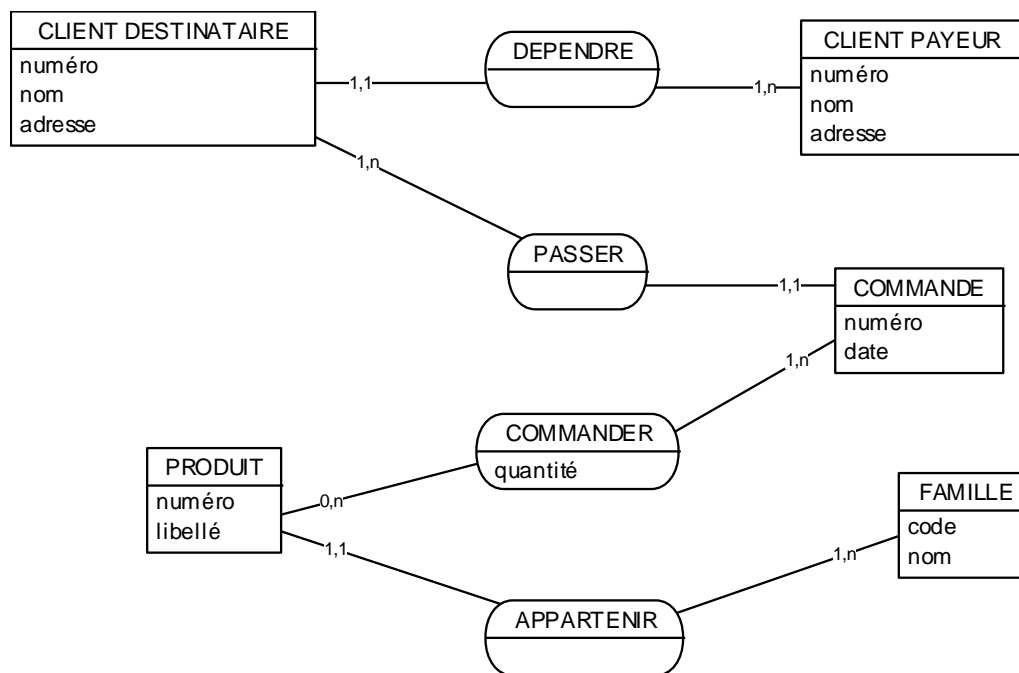 CLIENT DESTINATAIRE
numéro
nom
adresse
1,1
DEPENDRE
1,n
CLIENT PAYEUR
numéro
nom
adresse
1,n
PASSER
1,1
COMMANDE
numéro
date
1,n
COMMANDER
quantité
0,n
PRODUIT
numéro
libellé
1,1
APPARTENIR
1,n
FAMILLE
code
nom